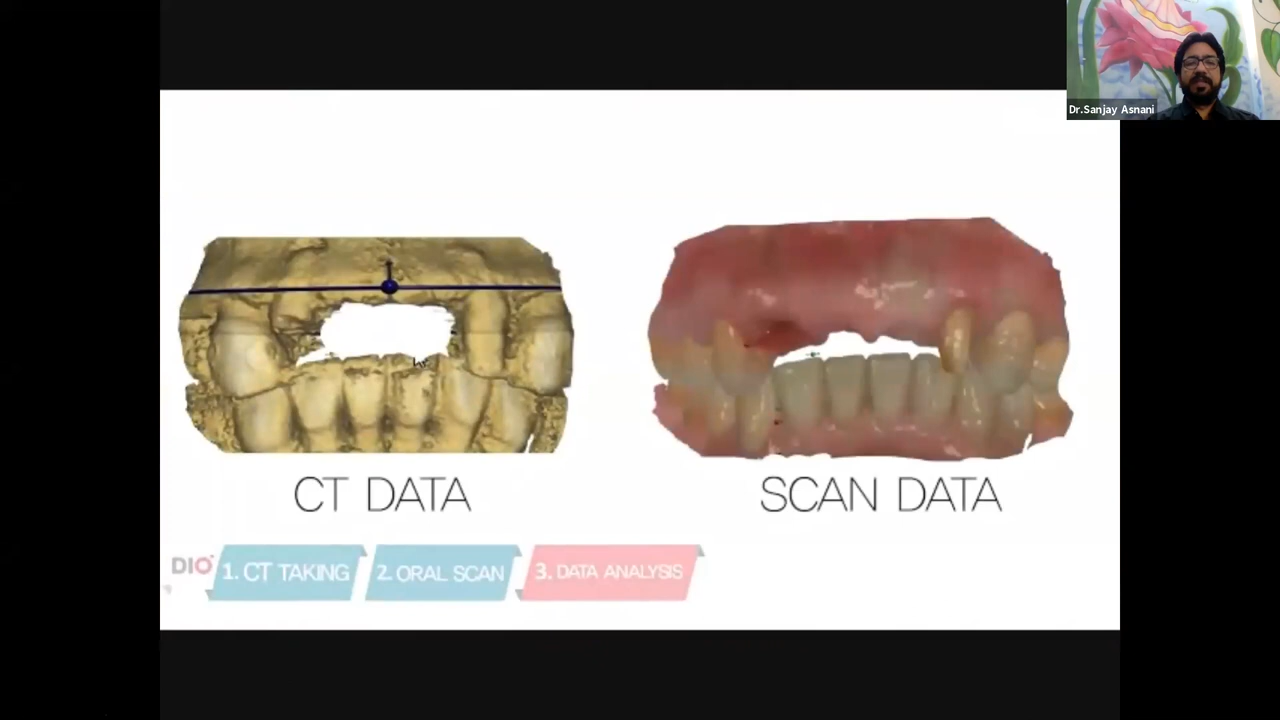 Dr.Sanjay Asnani
CT DATA
SCAN DATA
DIO
1. CT TAKING
2. ORAL SCAN
3. DATA ANALYSIS